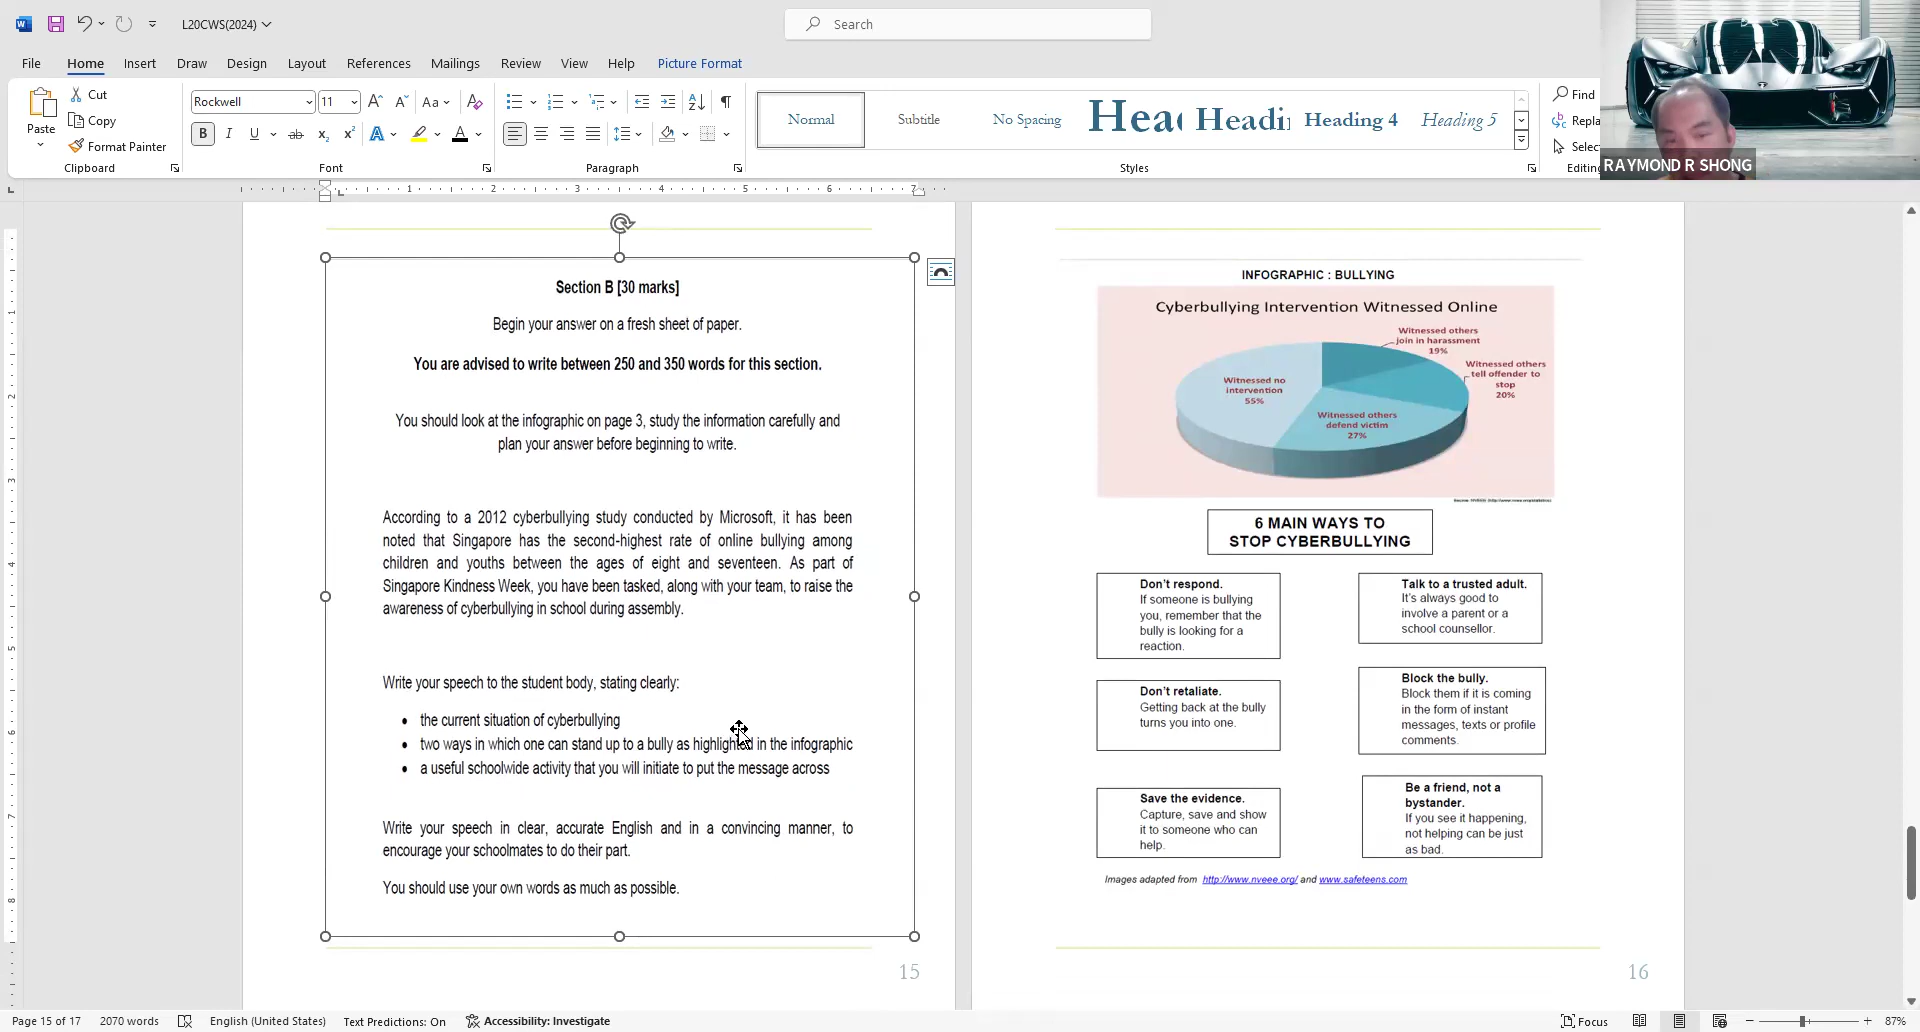 L20CWS(2024)
Search
File
Home
Insert
Draw
Design
Layout
References
Mailings
Review
View
Help
Picture Format
Paste
Cut
Copy
Format Painter
Clipboard
Rockwell
11
Aa
B I U ab x₂ x² A A
Font
Paragraph
Normal
Subtitle
No Spacing
Head
Headi
Heading 4
Heading 5
Styles
Find
Repla
Selec
Editing
RAYMOND R SHONG
1 2 3 4 5 6 7
Section B [30 marks]
Begin your answer on a fresh sheet of paper.
You are advised to write between 250 and 350 words for this section.
You should look at the infographic on page 3, study the information carefully and
plan your answer before beginning to write.
According to a 2012 cyberbullying study conducted by Microsoft, it has been
noted that Singapore has the second-highest rate of online bullying among
children and youths between the ages of eight and seventeen. As part of
Singapore Kindness Week, you have been tasked, along with your team, to raise the
awareness of cyberbullying in school during assembly.
Write your speech to the student body, stating clearly:
• the current situation of cyberbullying
• two ways in which one can stand up to a bully as highlighted in the infographic
• a useful schoolwide activity that you will initiate to put the message across
Write your speech in clear, accurate English and in a convincing manner, to
encourage your schoolmates to do their part.
You should use your own words as much as possible.
15
INFOGRAPHIC : BULLYING
Cyberbullying Intervention Witnessed Online
Witnessed others
join in harassment
19%
Witnessed others
tell offender to
stop
20%
Witnessed no
intervention
55%
Witnessed others
defend victim
27%
6 MAIN WAYS TO
STOP CYBERBULLYING
Don't respond.
If someone is bullying
you, remember that the
bully is looking for a
reaction.
Talk to a trusted adult.
It's always good to
involve a parent or a
school counsellor.
Don't retaliate.
Getting back at the bully
turns you into one.
Block the bully.
Block them if it is coming
in the form of instant
messages, texts or profile
comments.
Save the evidence.
Capture, save and show
it to someone who can
help.
Be a friend, not a
bystander.
If you see it happening,
not helping can be just
as bad.
Images adapted from http://www.nveee.org/ and www.safeteens.com
16
Page 15 of 17
2070 words
English (United States)
Text Predictions: On
Accessibility: Investigate
Focus
87%